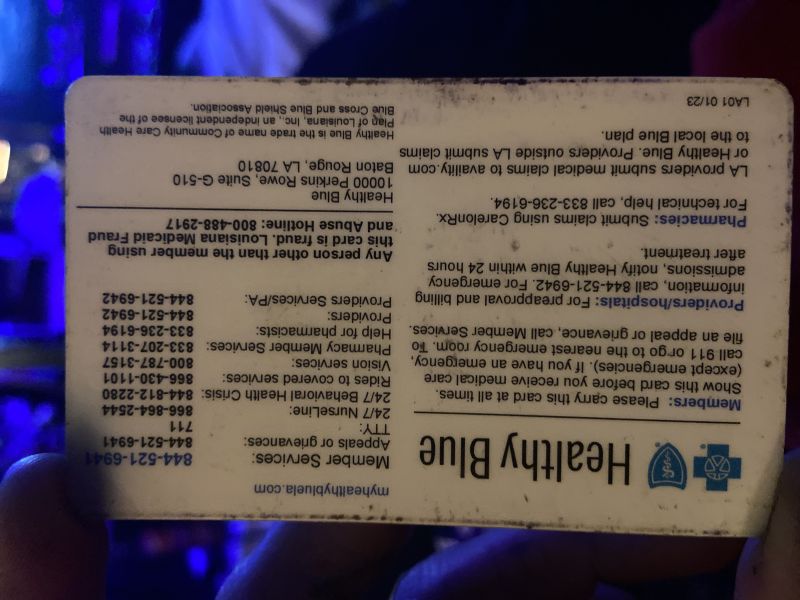 Healthy Blue
Members: Please carry this card at all times.
Show this card before you receive medical care
(except emergencies). If you have an emergency,
call 911 or go to the nearest emergency room. To
file an appeal or grievance, call Member Services.
Providers/hospitals: For preapproval and billing
information, call 844-521-6942. For emergency
admissions, notify Healthy Blue within 24 hours
after treatment.
Pharmacies: Submit claims using CarelonRx.
For technical help, call 833-236-6194.
LA providers submit medical claims to availity.com
or Healthy Blue. Providers outside LA submit claims
to the local Blue plan.
LA01 01/23
myhealthybluela.com
Member Services: 844-521-6941
Appeals or grievances: 844-521-6941
TTY: 711
24/7 NurseLine: 866-864-2544
24/7 Behavioral Health Crisis: 844-812-2280
Rides to covered services: 866-430-1101
Vision services: 800-787-3157
Pharmacy Member Services: 833-207-3114
Help for pharmacists: 833-236-6194
Providers: 844-521-6942
Providers Services/PA: 844-521-6942
Any person other than the member using
this card is fraud. Louisiana Medicaid Fraud
and Abuse Hotline: 800-488-2917
Healthy Blue
10000 Perkins Rowe, Suite G-510
Baton Rouge, LA 70810
Healthy Blue is the trade name of Community Care Health
Plan of Louisiana, Inc., an independent licensee of the
Blue Cross and Blue Shield Association.